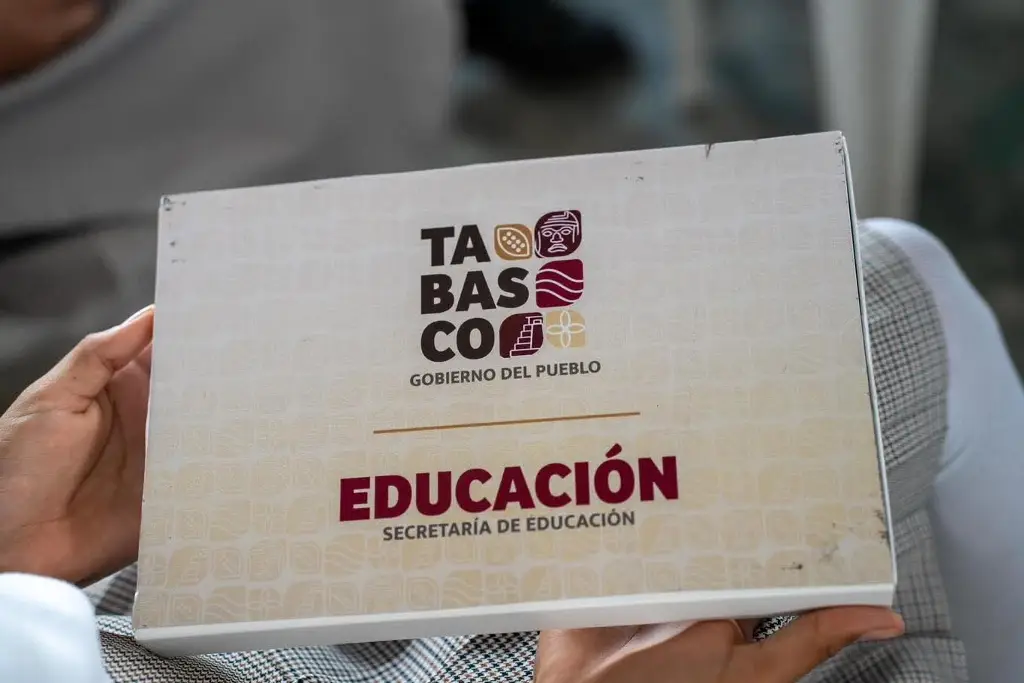 TA
BAS
CO
GOBIERNO DEL PUEBLO
EDUCACIÓN
SECRETARÍA DE EDUCACIÓN